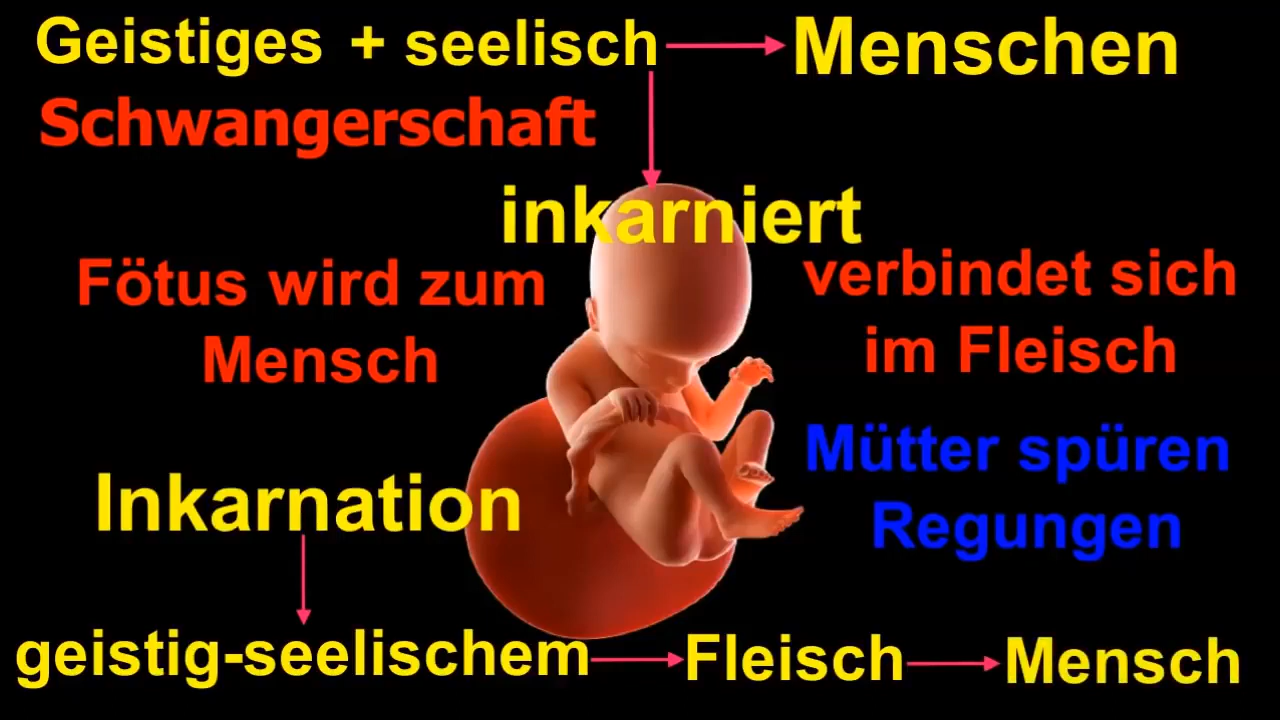 Geistiges + seelisch Menschen
Schwangerschaft
inkarniert
Fötus wird zum
Mensch
verbindet sich
im Fleisch
Mütter spüren
Regungen
Inkarnation
geistig-seelischem Fleisch Mensch